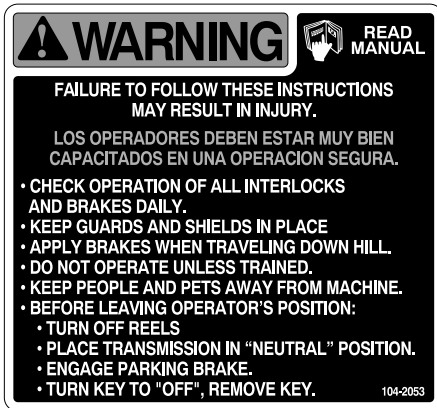 WARNING
READ
MANUAL
FAILURE TO FOLLOW THESE INSTRUCTIONS
MAY RESULT IN INJURY.
LOS OPERADORES DEBEN ESTAR MUY BIEN
CAPACITADOS EN UNA OPERACION SEGURA.
• CHECK OPERATION OF ALL INTERLOCKS
AND BRAKES DAILY.
• KEEP GUARDS AND SHIELDS IN PLACE
• APPLY BRAKES WHEN TRAVELING DOWN HILL.
• DO NOT OPERATE UNLESS TRAINED.
• KEEP PEOPLE AND PETS AWAY FROM MACHINE.
• BEFORE LEAVING OPERATOR'S POSITION:
• TURN OFF REELS
• PLACE TRANSMISSION IN “NEUTRAL” POSITION.
• ENGAGE PARKING BRAKE.
• TURN KEY TO "OFF", REMOVE KEY.
104-2053